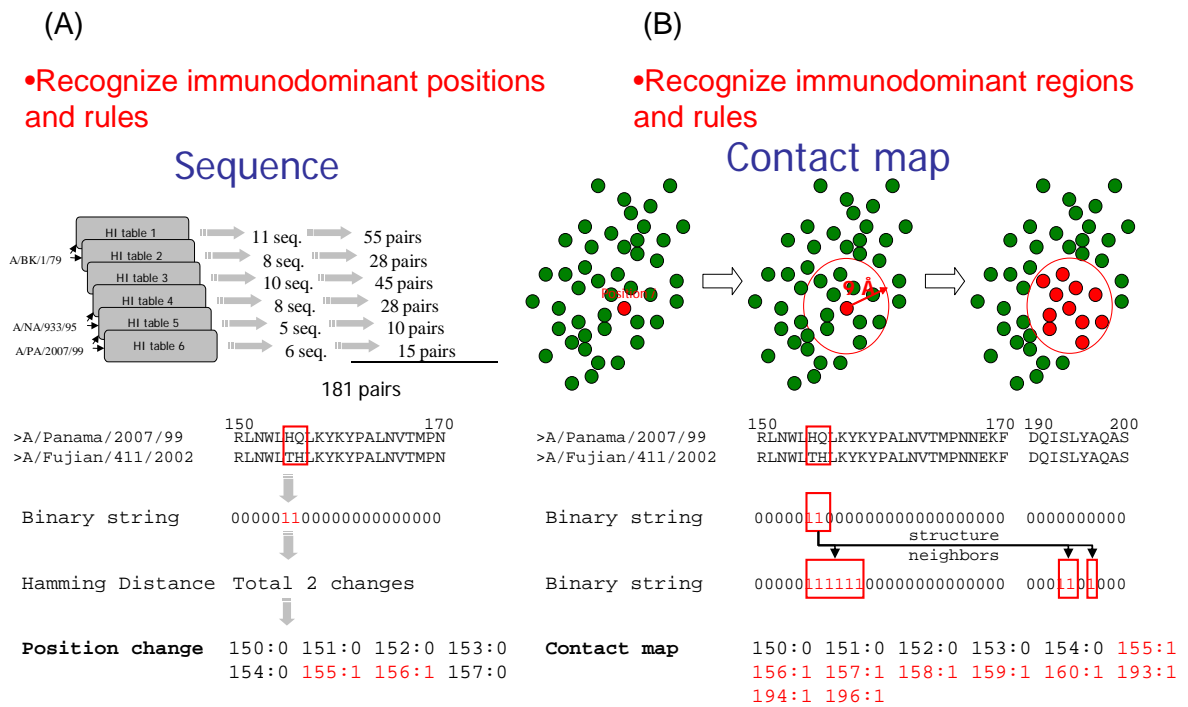 (A)
•Recognize immunodominant positions
and rules
Sequence
HI table 1
11 seq.
55 pairs
A/BK/1/79
HI table 2
8 seq.
28 pairs
HI table 3
10 seq.
45 pairs
HI table 4
8 seq.
28 pairs
A/NA/933/95
HI table 5
5 seq.
10 pairs
A/PA/2007/99
HI table 6
6 seq.
15 pairs
181 pairs
150 170
>A/Panama/2007/99 RLNWLHQLKYKYPALNVTMPN
>A/Fujian/411/2002 RLNWLTHLKYKYPALNVTMPN
Binary string 000001100000000000000
Hamming Distance Total 2 changes
Position change 150:0 151:0 152:0 153:0
154:0 155:1 156:1 157:0
(B)
•Recognize immunodominant regions
and rules
Contact map
Position i
9 Å
150 170 190 200
>A/Panama/2007/99 RLNWLHQLKYKYPALNVTMPNNEKF DQISLYAQAS
>A/Fujian/411/2002 RLNWLTHLKYKYPALNVTMPNNEKF DQISLYAQAS
Binary string 0000011000000000000000000 0000000000
structure
neighbors
Binary string 0000011111100000000000000 0001101000
Contact map 150:0 151:0 152:0 153:0 154:0 155:1
156:1 157:1 158:1 159:1 160:1 193:1
194:1 196:1